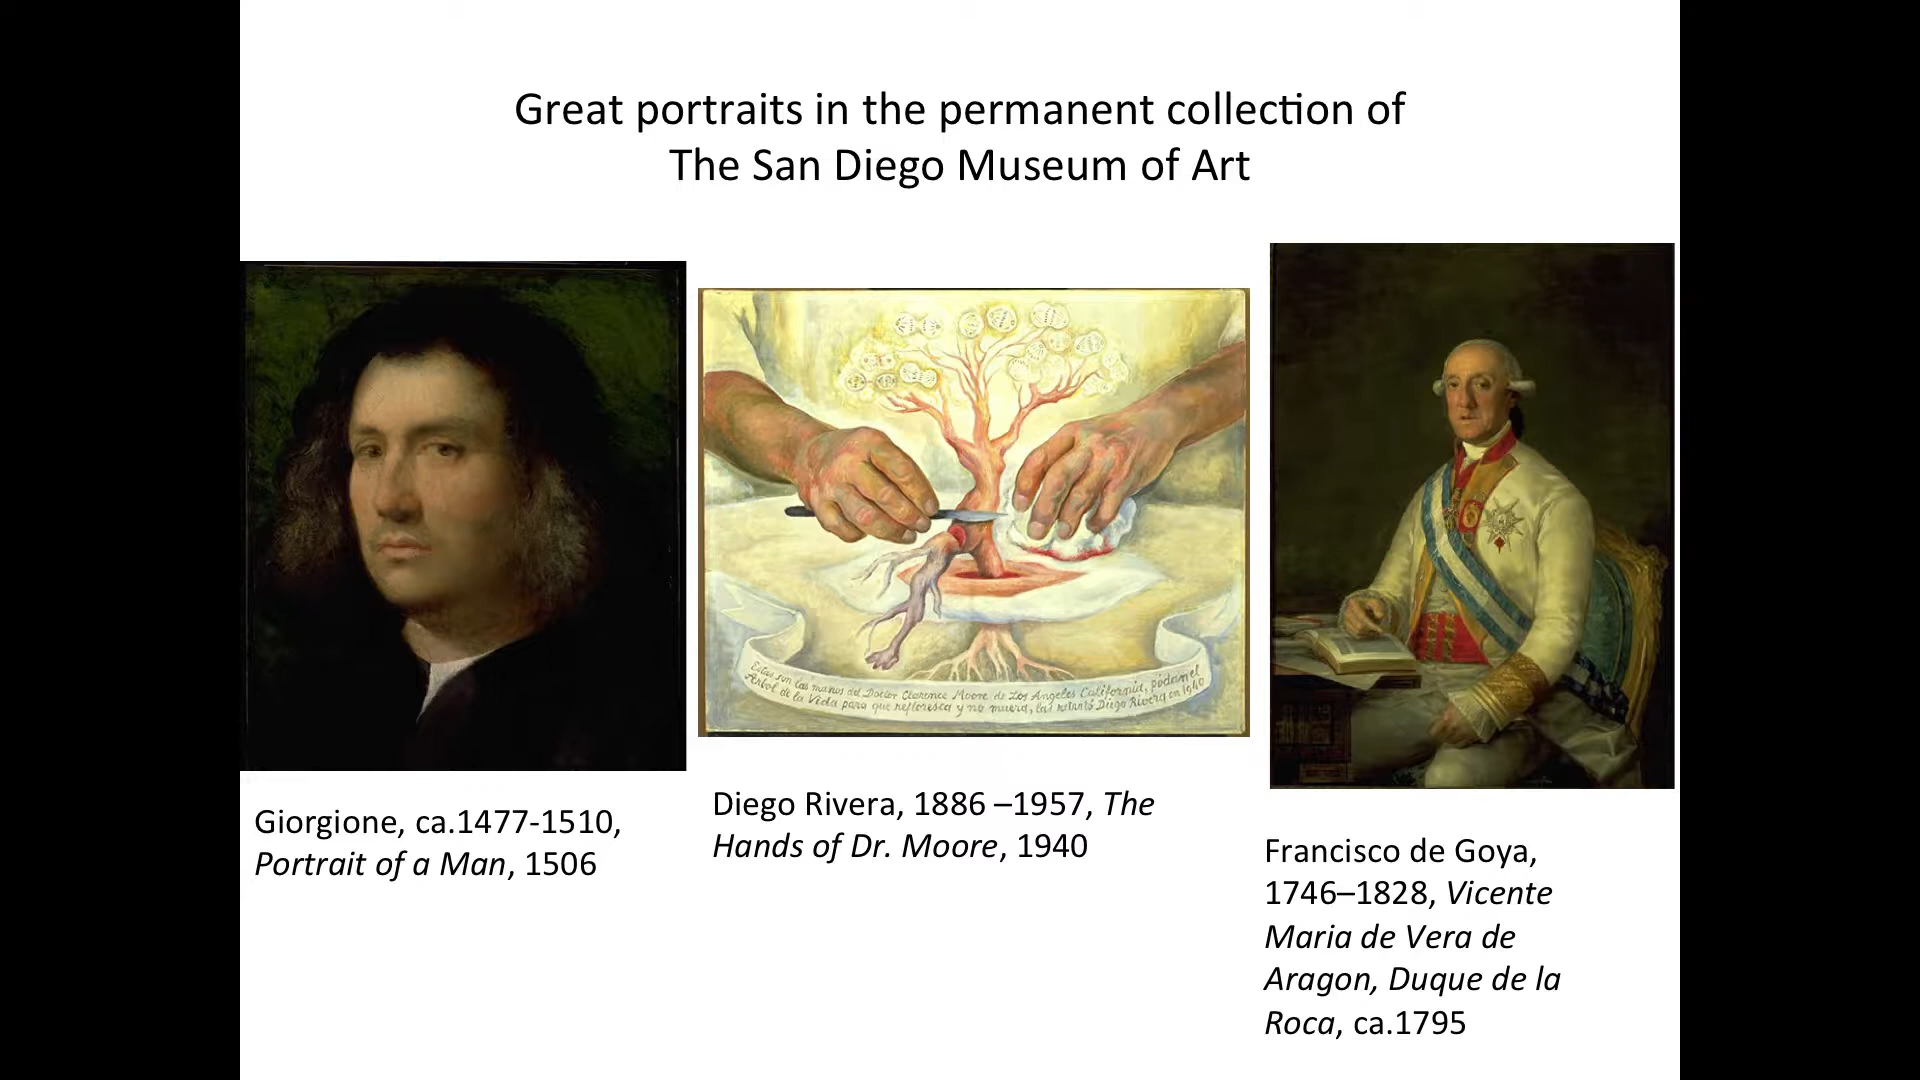 Great portraits in the permanent collection of
The San Diego Museum of Art
Estas son las manos del Doctor Clarence Moore de Los Angeles California, podan el
Arbol de la Vida para que reflorezca y no muera, las retrató Diego Rivera en 1940
Giorgione, ca.1477-1510,
Portrait of a Man, 1506
Diego Rivera, 1886 –1957, The
Hands of Dr. Moore, 1940
Francisco de Goya,
1746–1828, Vicente
Maria de Vera de
Aragon, Duque de la
Roca, ca.1795